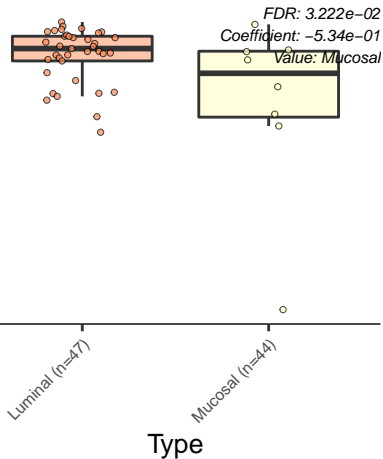 FDR: 3.222e−02
Coefficient: −5.34e−01
Value: Mucosal
Luminal (n=47)
Mucosal (n=44)
Type